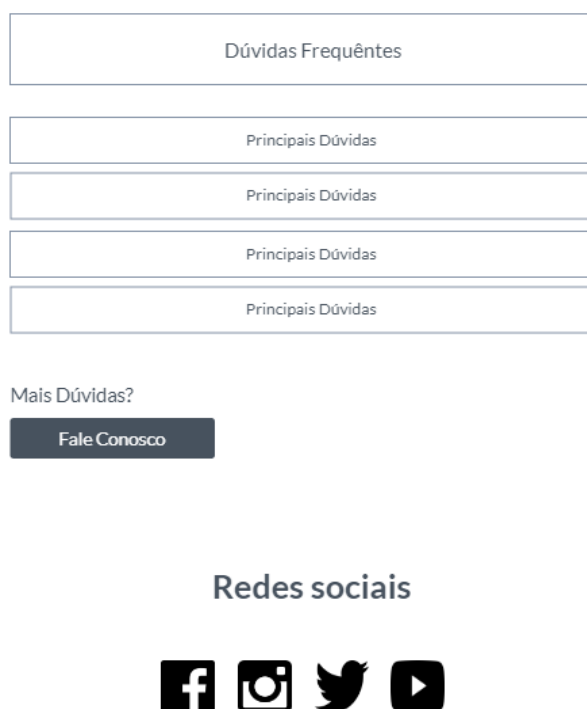 Dúvidas Frequêntes
Principais Dúvidas
Principais Dúvidas
Principais Dúvidas
Principais Dúvidas
Mais Dúvidas?
Fale Conosco
Redes sociais